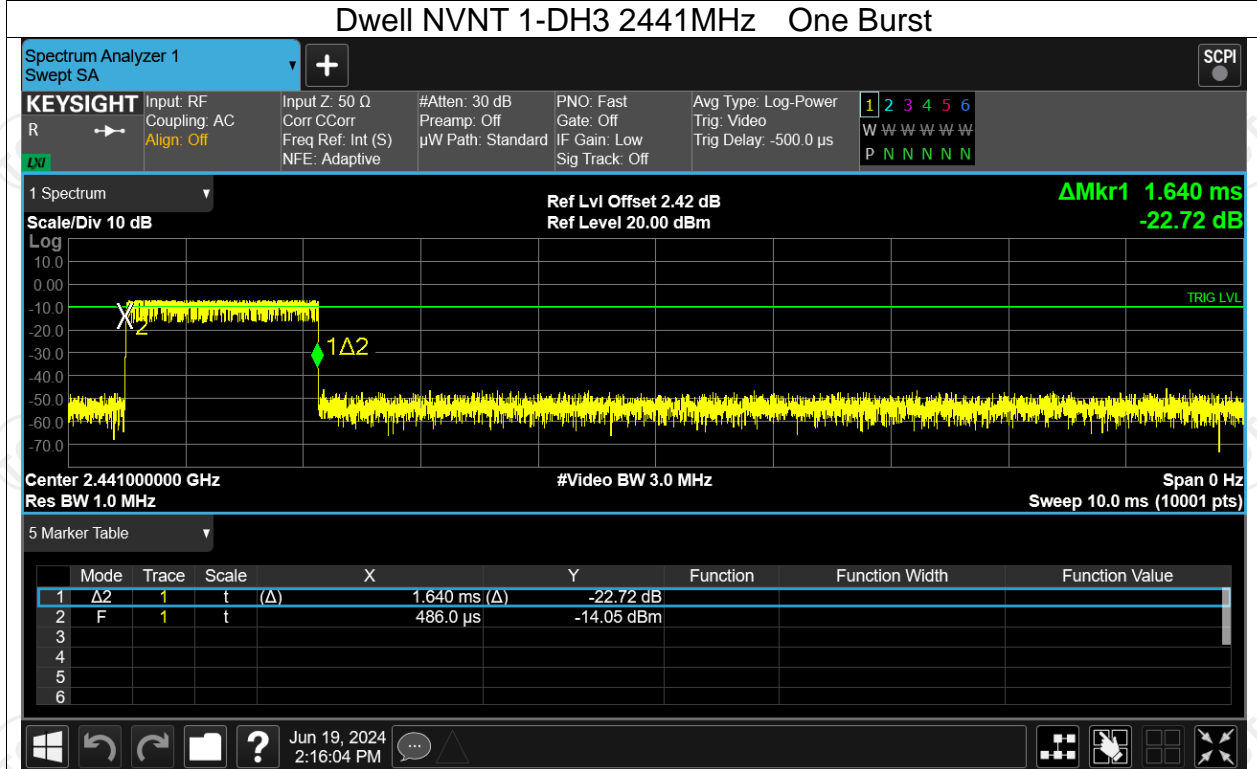 Dwell NVNT 1-DH3 2441MHz One Burst
Spectrum Analyzer 1
Swept SA
SCPI
KEYSIGHT Input: RF Input Z: 50 Ω #Atten: 30 dB PNO: Fast Avg Type: Log-Power 1 2 3 4 5 6
R Coupling: AC Corr CCorr Preamp: Off Gate: Off Trig: Video W W W W W W
Align: Off Freq Ref: Int (S) µW Path: Standard IF Gain: Low Trig Delay: -500.0 µs P N N N N N
LXI NFE: Adaptive Sig Track: Off
1 Spectrum Ref Lvl Offset 2.42 dB ΔMkr1 1.640 ms
Scale/Div 10 dB Ref Level 20.00 dBm -22.72 dB
Log
10.0
0.00
TRIG LVL
-10.0
X2
-20.0
1Δ2
-30.0
-40.0
-50.0
-60.0
-70.0
Center 2.441000000 GHz #Video BW 3.0 MHz Span 0 Hz
Res BW 1.0 MHz Sweep 10.0 ms (10001 pts)
5 Marker Table
Mode Trace Scale X Y Function Function Width Function Value
1 Δ2 1 t (Δ) 1.640 ms (Δ) -22.72 dB
2 F 1 t 486.0 µs -14.05 dBm
3
4
5
6
? Jun 19, 2024
2:16:04 PM